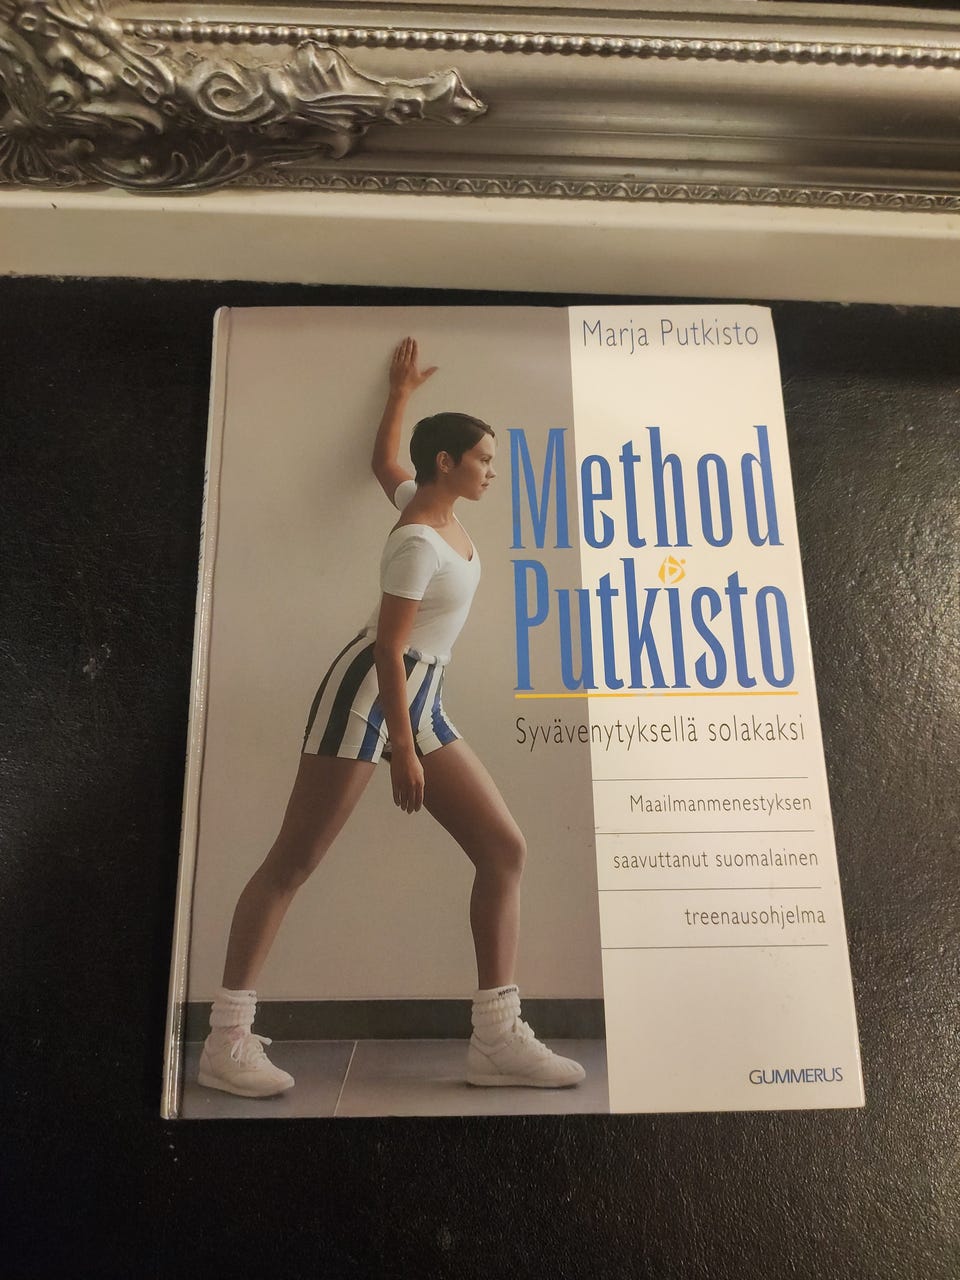 Marja Putkisto
Method
Putkisto
Syvävenytyksellä solakaksi
Maailmanmenestyksen
saavuttanut suomalainen
treenausohjelma
GUMMERUS